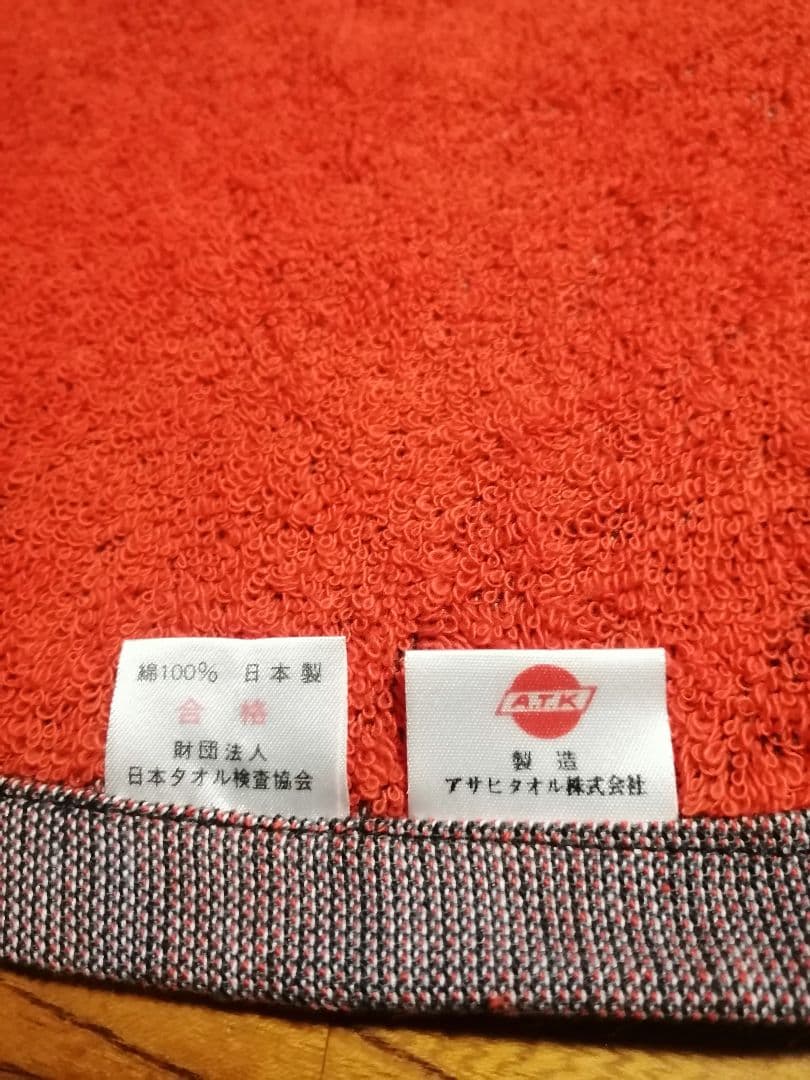 綿100% 日本製
合格
財団法人
日本タオル検査協会
A.T.K
製造
アサヒタオル株式会社